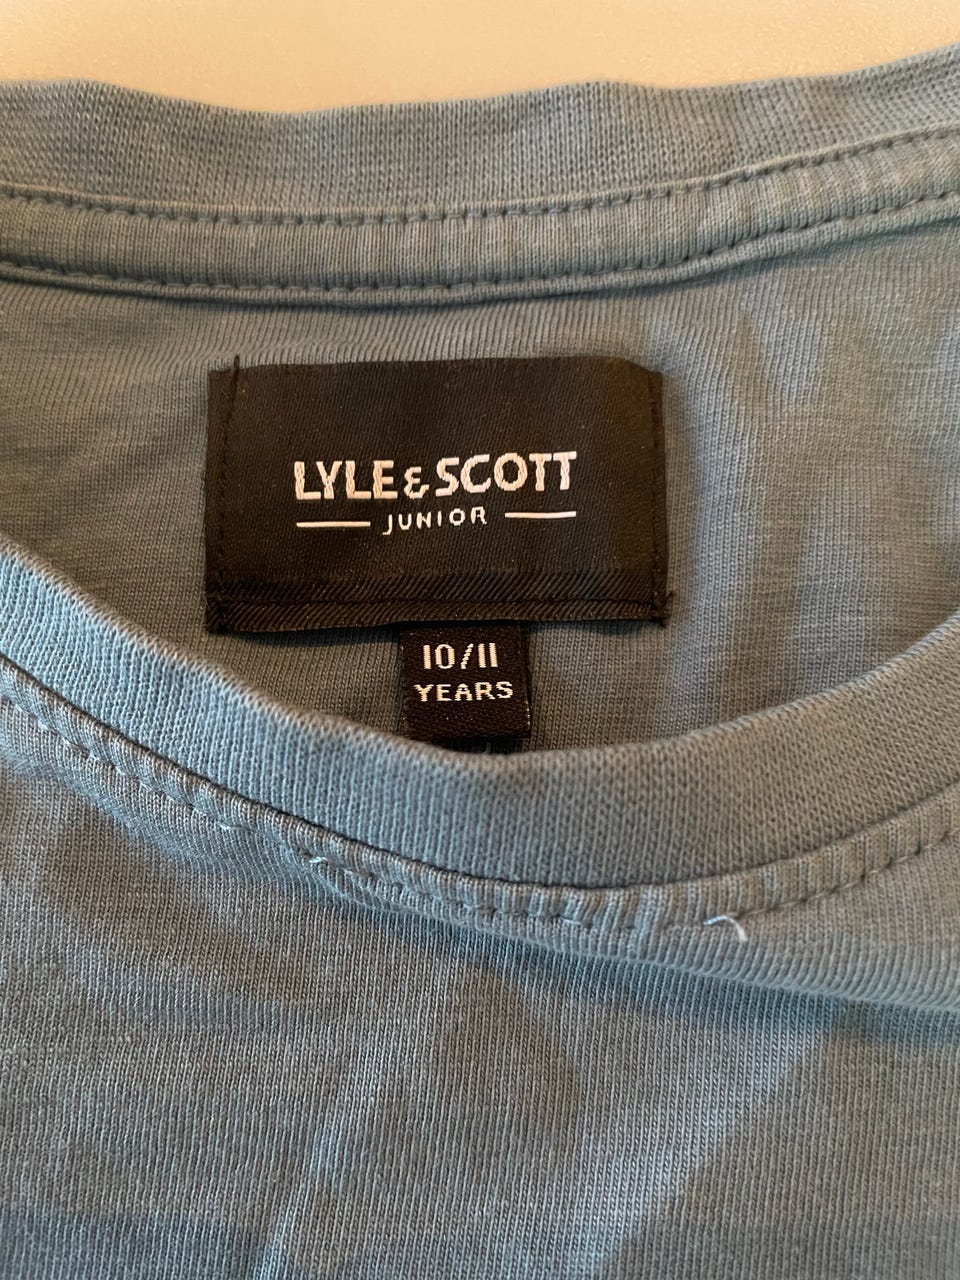 LYLE & SCOTT
JUNIOR
10/11
YEARS